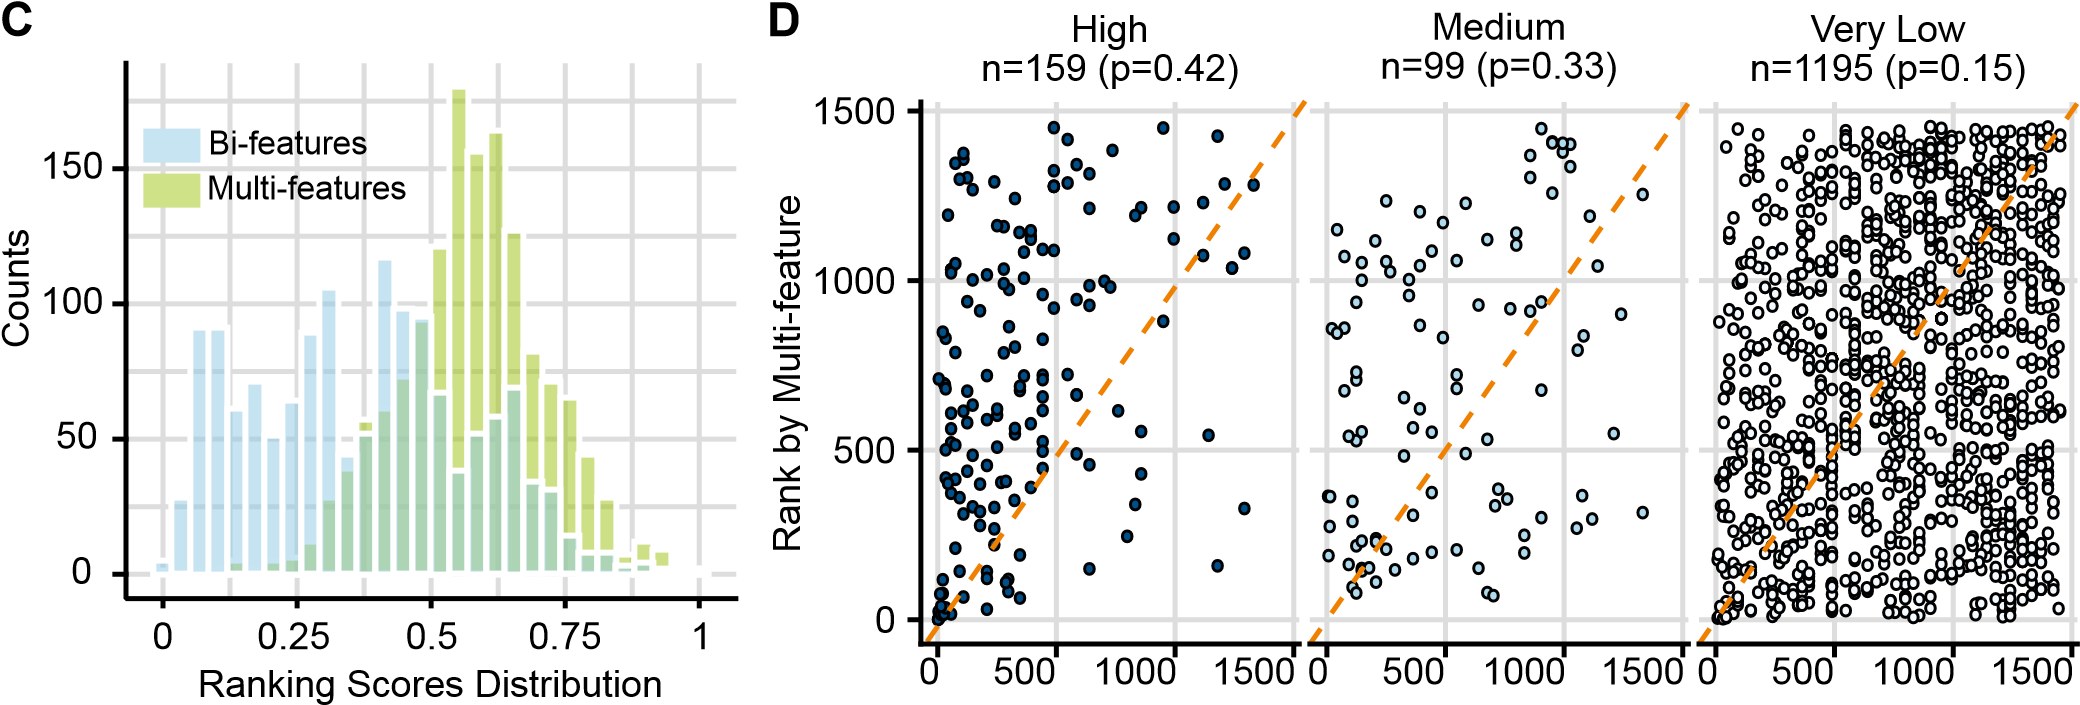 C
Counts
150
100
50
0
Bi-features
Multi-features
0 0.25 0.5 0.75 1
Ranking Scores Distribution
D
High
n=159 (p=0.42)
Medium
n=99 (p=0.33)
Very Low
n=1195 (p=0.15)
Rank by Multi-feature
1500
1000
500
0
0 500 1000 1500
0 500 1000 1500
0 500 1000 1500